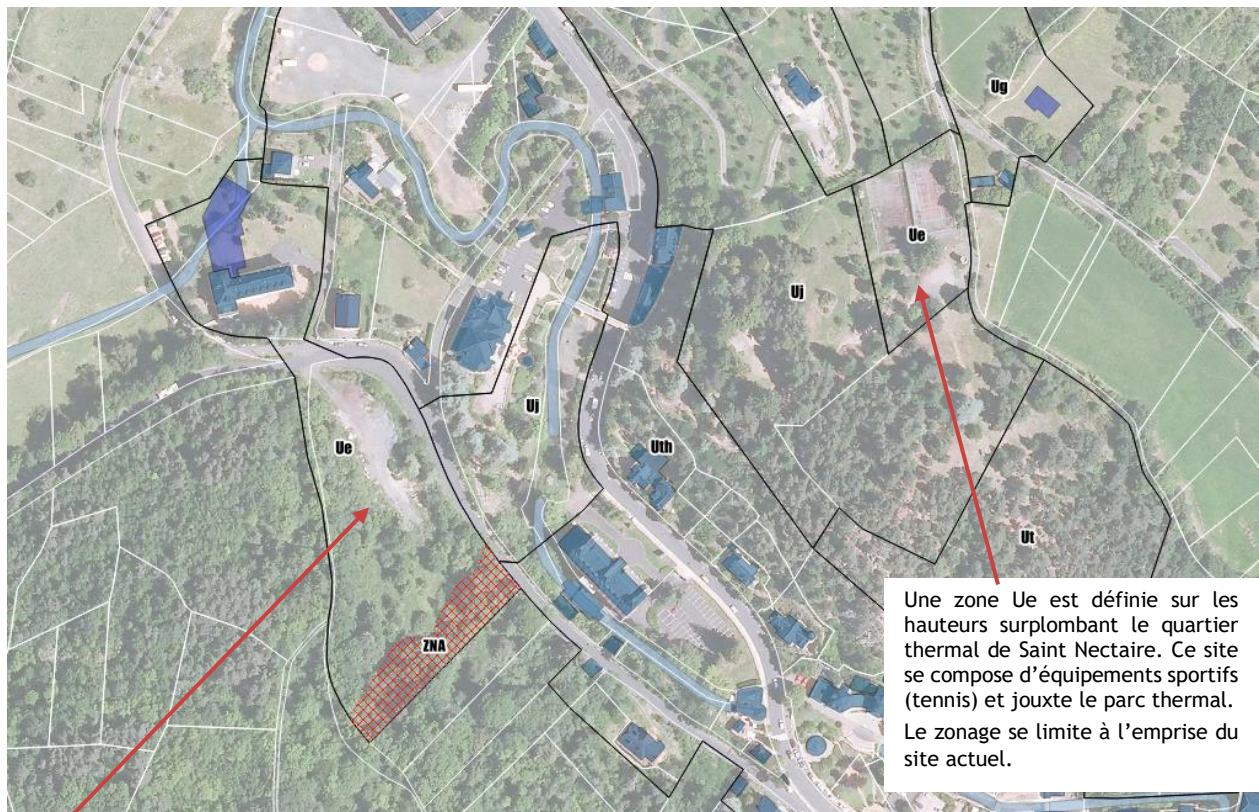 Ug
Ue
Uj
Uj
Ue
Uth
Ut
ZNA
Une zone Ue est définie sur les
hauteurs surplombant le quartier
thermal de Saint Nectaire. Ce site
se compose d’équipements sportifs
(tennis) et jouxte le parc thermal.
Le zonage se limite à l’emprise du
site actuel.